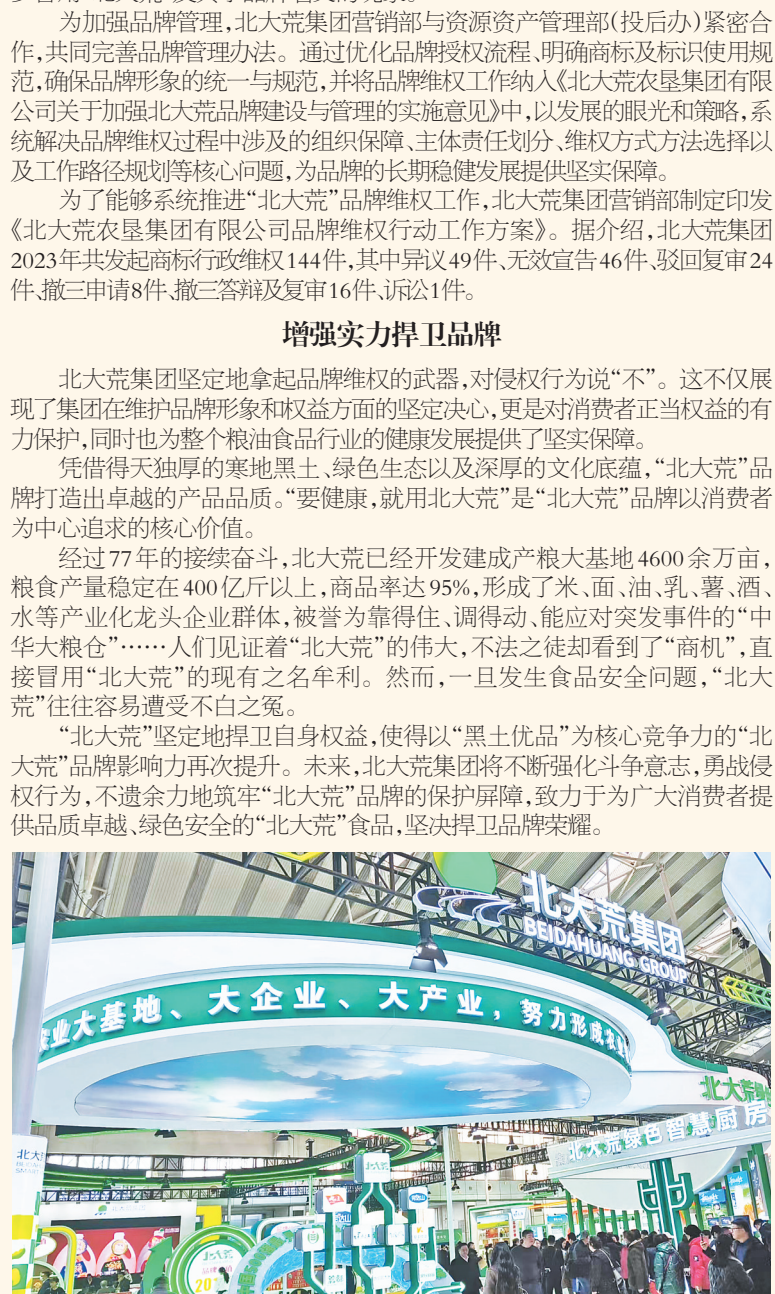 为加强品牌管理,北大荒集团营销部与资源资产管理部(投后办)紧密合
作,共同完善品牌管理办法。通过优化品牌授权流程、明确商标及标识使用规
范,确保品牌形象的统一与规范,并将品牌维权工作纳入《北大荒农垦集团有限
公司关于加强北大荒品牌建设与管理的实施意见》中,以发展的眼光和策略,系
统解决品牌维权过程中涉及的组织保障、主体责任划分、维权方式方法选择以
及工作路径规划等核心问题,为品牌的长期稳健发展提供坚实保障。
为了能够系统推进“北大荒”品牌维权工作,北大荒集团营销部制定印发
《北大荒农垦集团有限公司品牌维权行动工作方案》。据介绍,北大荒集团
2023年共发起商标行政维权144件,其中异议49件、无效宣告46件、驳回复审24
件、撤三申请8件、撤三答辩及复审16件、诉讼1件。
增强实力捍卫品牌
北大荒集团坚定地拿起品牌维权的武器,对侵权行为说“不”。这不仅展
现了集团在维护品牌形象和权益方面的坚定决心,更是对消费者正当权益的有
力保护,同时也为整个粮油食品行业的健康发展提供了坚实保障。
凭借得天独厚的寒地黑土、绿色生态以及深厚的文化底蕴,“北大荒”品
牌打造出卓越的产品品质。“要健康,就用北大荒”是“北大荒”品牌以消费者
为中心追求的核心价值。
经过77年的接续奋斗,北大荒已经开发建成产粮大基地4600余万亩,
粮食产量稳定在400亿斤以上,商品率达95%,形成了米、面、油、乳、薯、酒、
水等产业化龙头企业群体,被誉为靠得住、调得动、能应对突发事件的“中
华大粮仓”……人们见证着“北大荒”的伟大,不法之徒却看到了“商机”,直
接冒用“北大荒”的现有之名牟利。然而,一旦发生食品安全问题,“北大
荒”往往容易遭受不白之冤。
“北大荒”坚定地捍卫自身权益,使得以“黑土优品”为核心竞争力的“北
大荒”品牌影响力再次提升。未来,北大荒集团将不断强化斗争意志,勇战侵
权行为,不遗余力地筑牢“北大荒”品牌的保护屏障,致力于为广大消费者提
供品质卓越、绿色安全的“北大荒”食品,坚决捍卫品牌荣耀。
北大荒集团
BEIDAHUANG GROUP
农业大基地、大企业、大产业,努力形成农业
北大荒绿
北大荒绿色智慧厨房